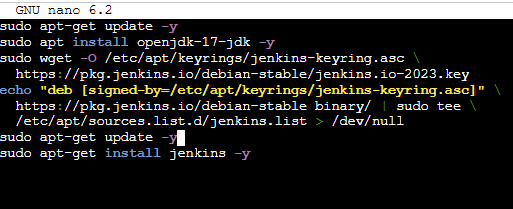 GNU nano 6.2
sudo apt-get update -y
sudo apt install openjdk-17-jdk -y
sudo wget -O /etc/apt/keyrings/jenkins-keyring.asc \
https://pkg.jenkins.io/debian-stable/jenkins.io-2023.key
echo "deb [signed-by=/etc/apt/keyrings/jenkins-keyring.asc]" \
https://pkg.jenkins.io/debian-stable binary/ | sudo tee \
/etc/apt/sources.list.d/jenkins.list > /dev/null
sudo apt-get update -y
sudo apt-get install jenkins -y